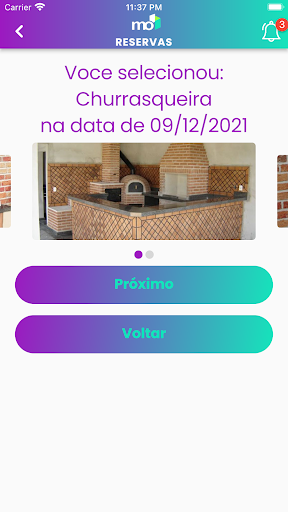 Carrier 11:37 PM
mo
3
RESERVAS
Voce selecionou:
Churrasqueira
na data de 09/12/2021
Próximo
Voltar